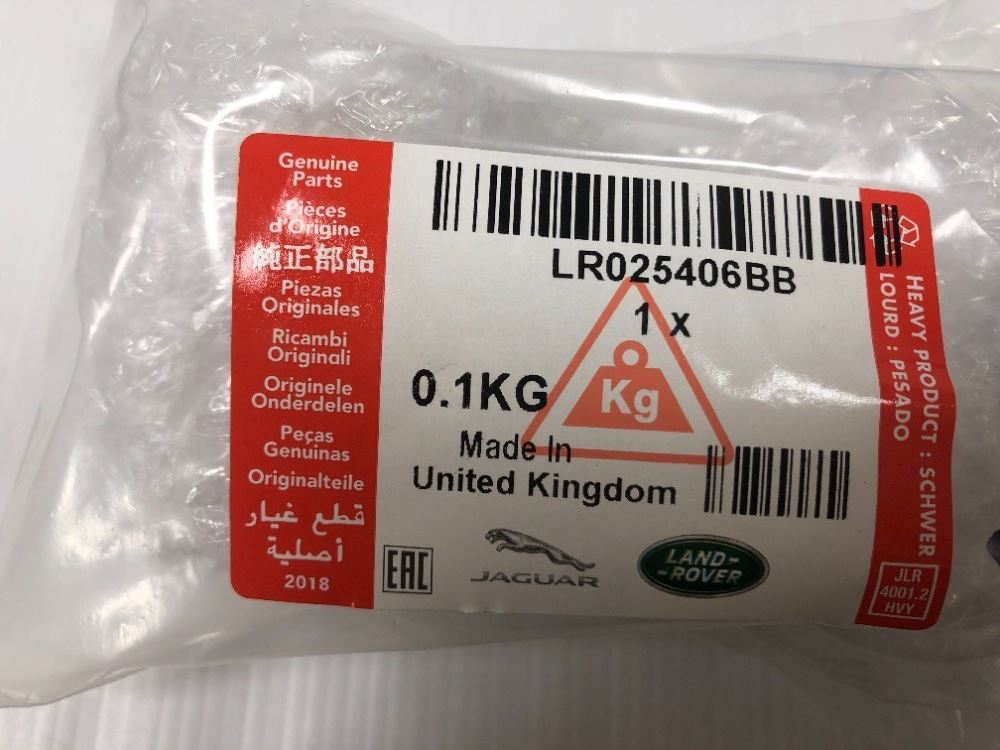 Genuine
Parts
Pièces
d'Origine
純正部品
Piezas
Originales
Ricambi
Originali
Originele
Onderdelen
Peças
Genuinas
Originalteile
قطع غيار
أصلية
2018
LR025406BB
1 x
0.1KG
Kg
Made In
United Kingdom
EAC
JAGUAR
LAND-
-ROVER
HEAVY PRODUCT : SCHWER
LOURD : PESADO
JLR
4001.2
HVY